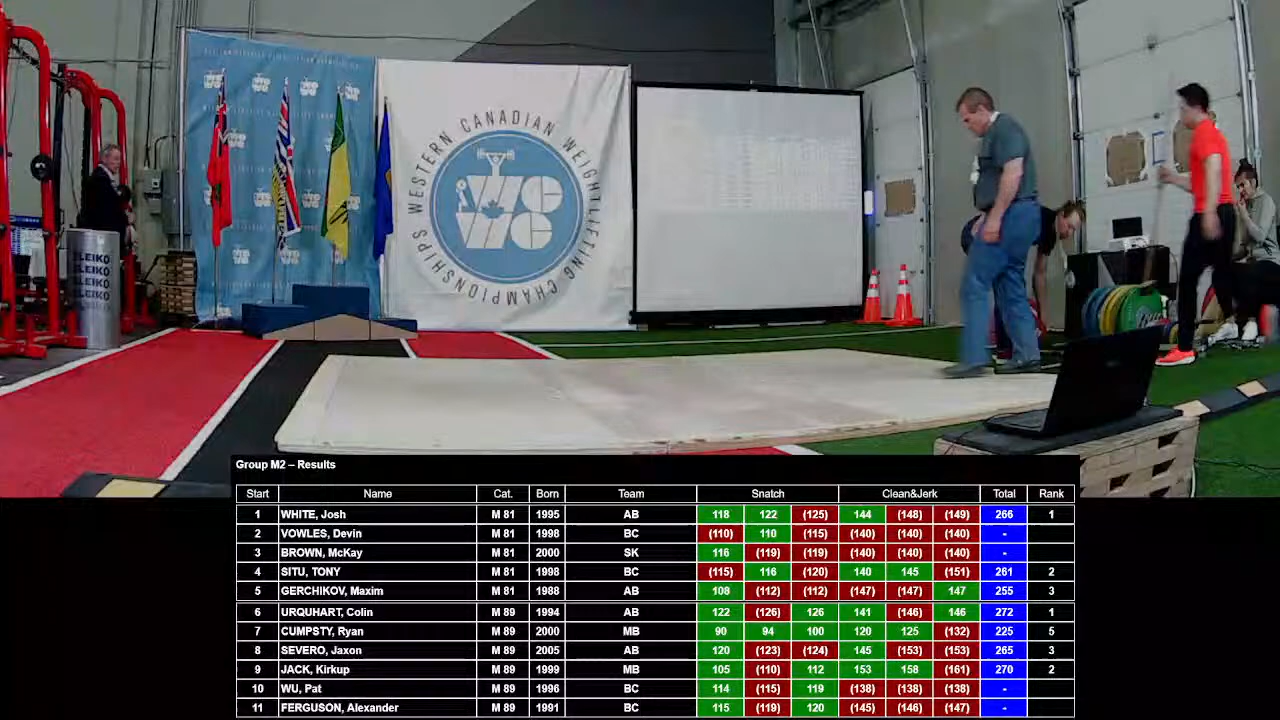 WESTERN CANADIAN WEIGHTLIFTING CHAMPIONSHIPS
WC
WC
ELEIKO
ELEIKO
ELEIKO
ELEIKO
Group M2 – Results
Start Name Cat. Born Team Snatch Clean&Jerk Total Rank
1 WHITE, Josh M 81 1995 AB 118 122 (125) 144 (148) (149) 266 1
2 VOWLES, Devin M 81 1998 BC (110) 110 (115) (140) (140) (140) -
3 BROWN, McKay M 81 2000 SK 116 (119) (119) (140) (140) (140) -
4 SITU, TONY M 81 1998 BC (115) 116 (120) 140 145 (151) 261 2
5 GERCHIKOV, Maxim M 81 1988 AB 108 (112) (112) (147) (147) 147 255 3
6 URQUHART, Colin M 89 1994 AB 122 (126) 126 141 (146) 146 272 1
7 CUMPSTY, Ryan M 89 2000 MB 90 94 100 120 125 (132) 225 5
8 SEVERO, Jaxon M 89 2005 AB 120 (123) (124) 145 (153) (153) 265 3
9 JACK, Kirkup M 89 1999 MB 105 (110) 112 153 158 (161) 270 2
10 WU, Pat M 89 1996 BC 114 (115) 119 (138) (138) (138) -
11 FERGUSON, Alexander M 89 1991 BC 115 (119) 120 (145) (146) (147) -